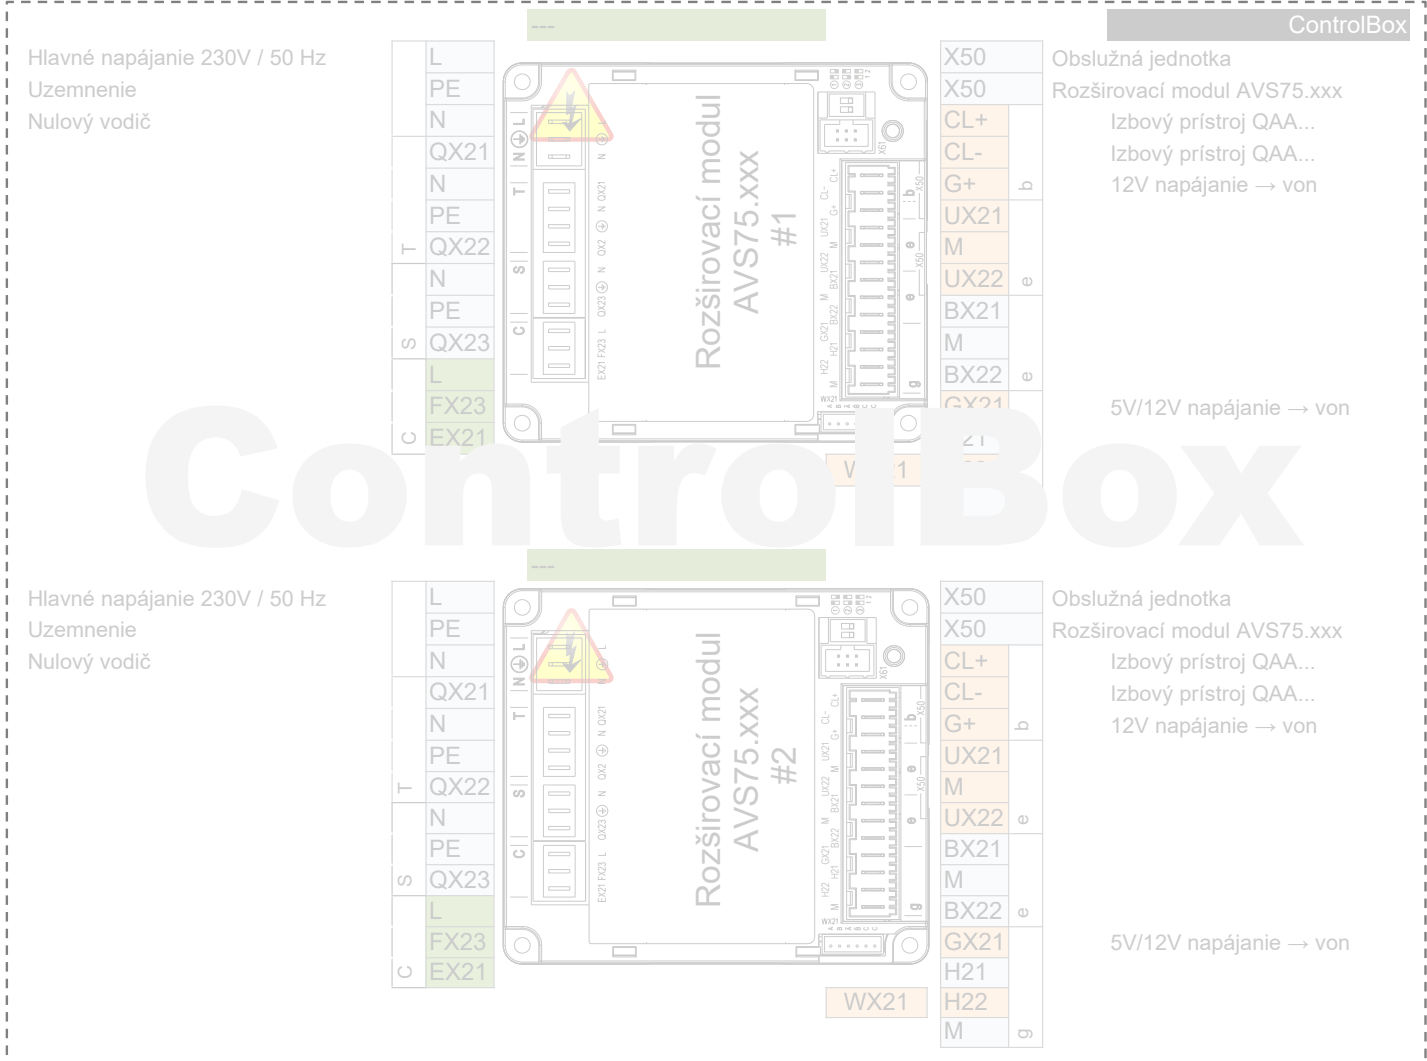 ---
ControlBox
Hlavné napájanie 230V / 50 Hz
Uzemnenie
Nulový vodič
L
PE
N
QX21
N
PE
QX22
N
PE
QX23
L
FX23
EX21
T
S
C
Rozširovací modul
AVS75.xxx
#1
X50
X50
CL+
CL-
G+
UX21
M
UX22
BX21
M
BX22
GX21
b
e
e
WX21
Obslužná jednotka
Rozširovací modul AVS75.xxx
Izbový prístroj QAA...
Izbový prístroj QAA...
12V napájanie → von
5V/12V napájanie → von
ControlBox
---
Hlavné napájanie 230V / 50 Hz
Uzemnenie
Nulový vodič
L
PE
N
QX21
N
PE
QX22
N
PE
QX23
L
FX23
EX21
T
S
C
Rozširovací modul
AVS75.xxx
#2
X50
X50
CL+
CL-
G+
UX21
M
UX22
BX21
M
BX22
GX21
H21
H22
M
b
e
e
g
WX21
Obslužná jednotka
Rozširovací modul AVS75.xxx
Izbový prístroj QAA...
Izbový prístroj QAA...
12V napájanie → von
5V/12V napájanie → von